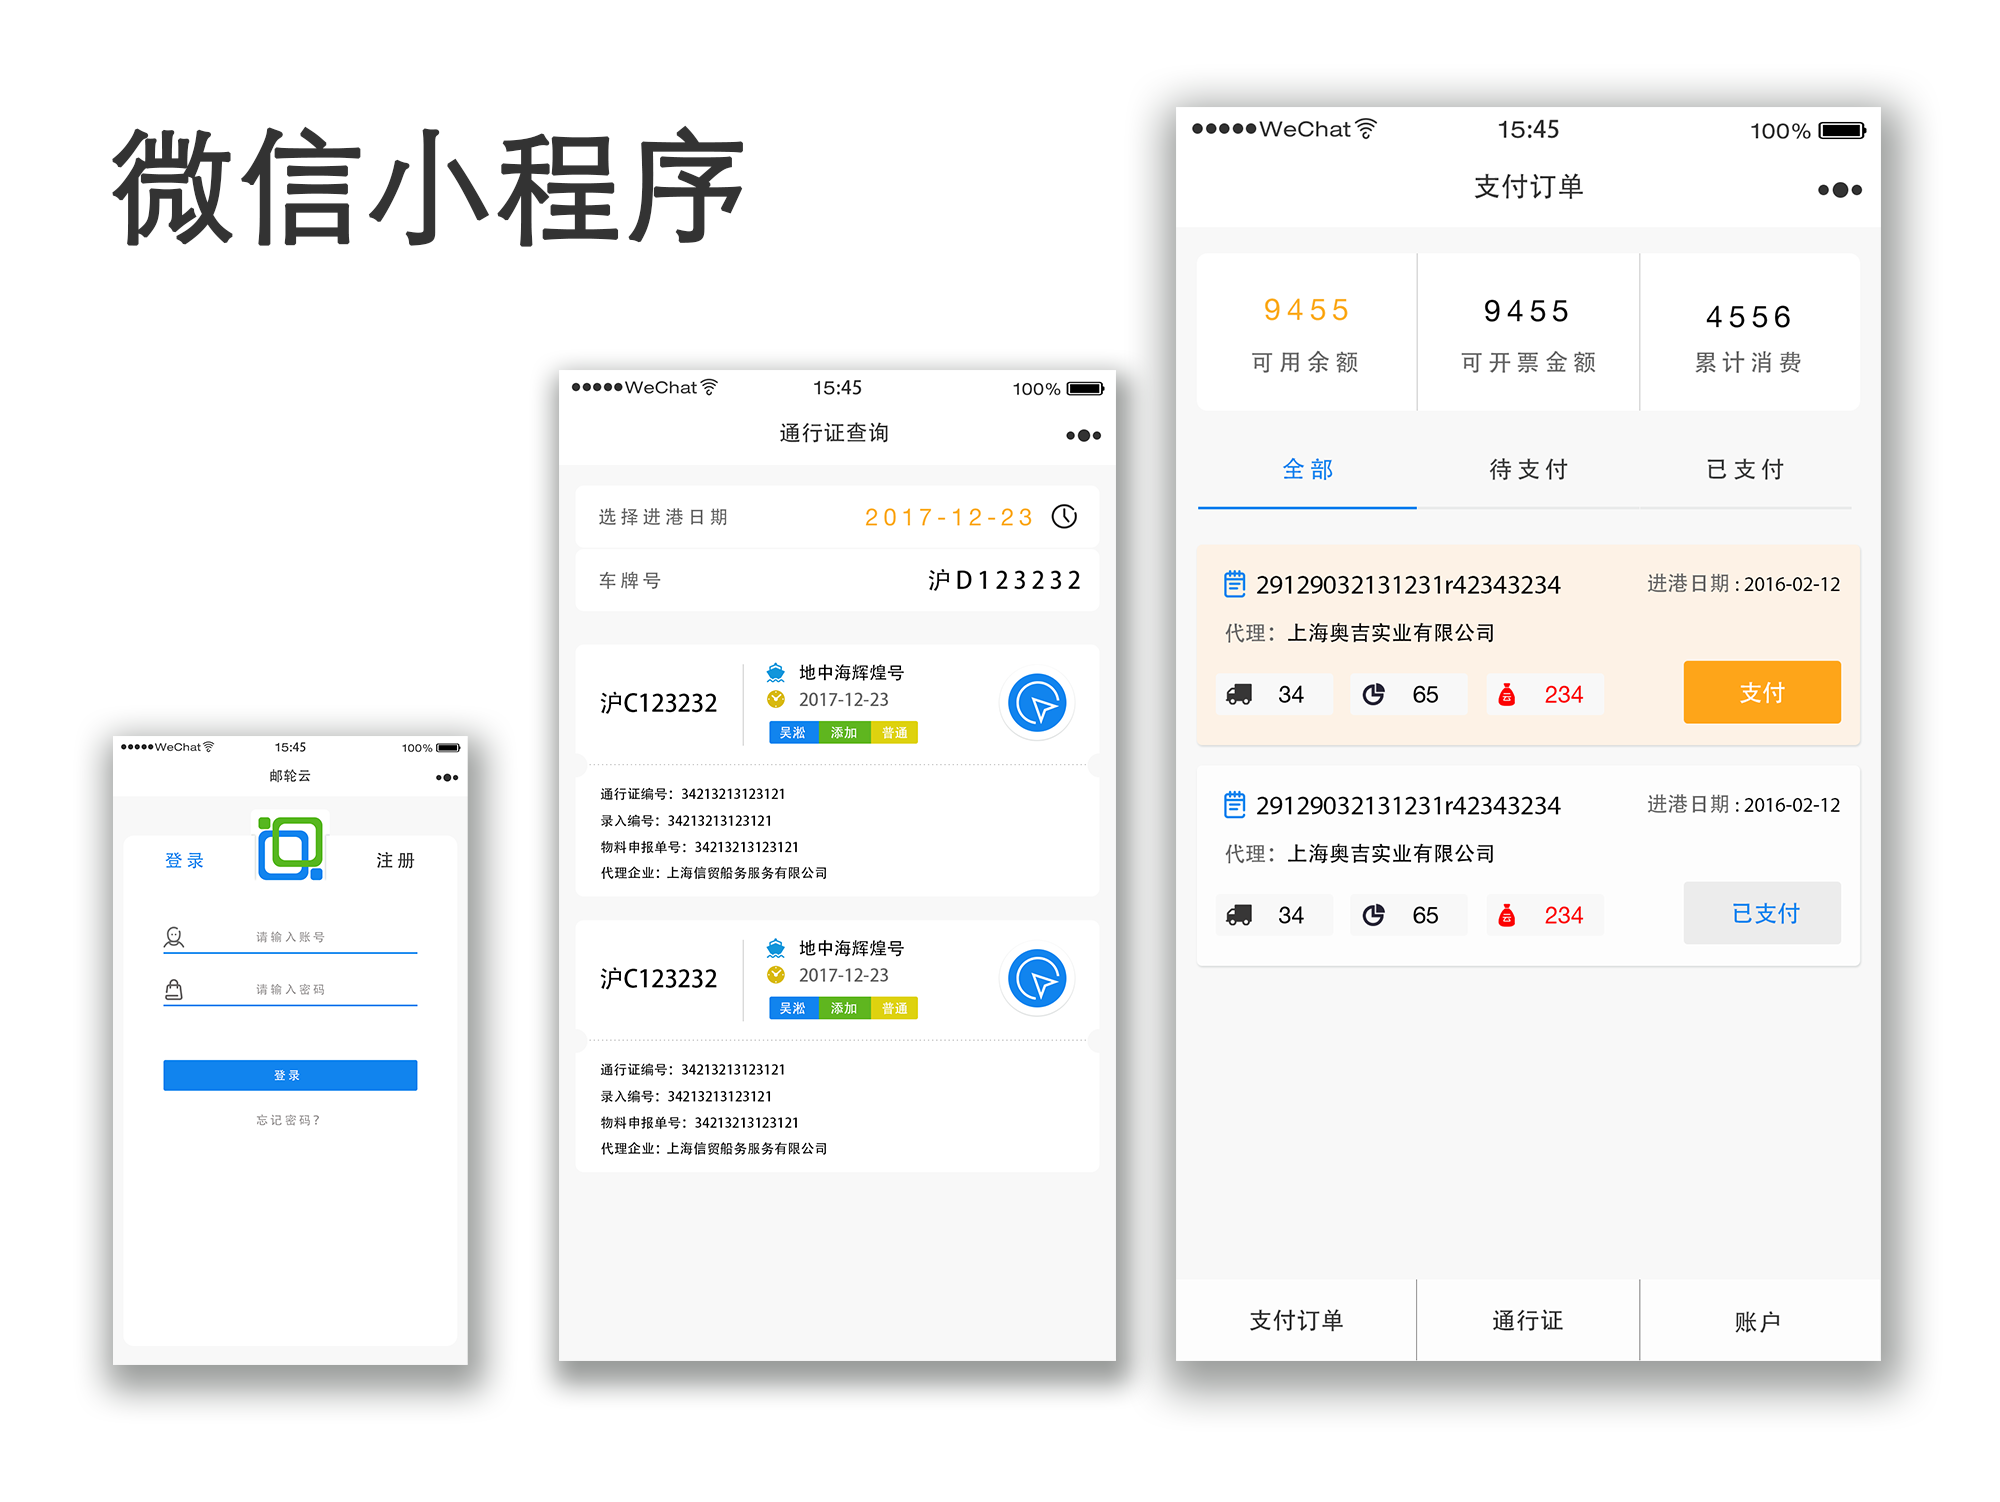 微信小程序
WeChat 15:45 100%
邮轮云
登录 注册
请输入账号
请输入密码
登录
忘记密码?
WeChat 15:45 100%
通行证查询
选择进港日期 2017-12-23
车牌号 沪D123232
沪C123232
地中海辉煌号
2017-12-23
吴淞 添加 普通
通行证编号：34213213123121
录入编号：34213213123121
物料申报单号：34213213123121
代理企业：上海信贸船务服务有限公司
沪C123232
地中海辉煌号
2017-12-23
吴淞 添加 普通
通行证编号：34213213123121
录入编号：34213213123121
物料申报单号：34213213123121
代理企业：上海信贸船务服务有限公司
WeChat 15:45 100%
支付订单
9455 9455 4556
可用余额 可开票金额 累计消费
全部 待支付 已支付
29129032131231r42343234 进港日期：2016-02-12
代理：上海奥吉实业有限公司
34 65 云 234 支付
29129032131231r42343234 进港日期：2016-02-12
代理：上海奥吉实业有限公司
34 65 云 234 已支付
支付订单 通行证 账户